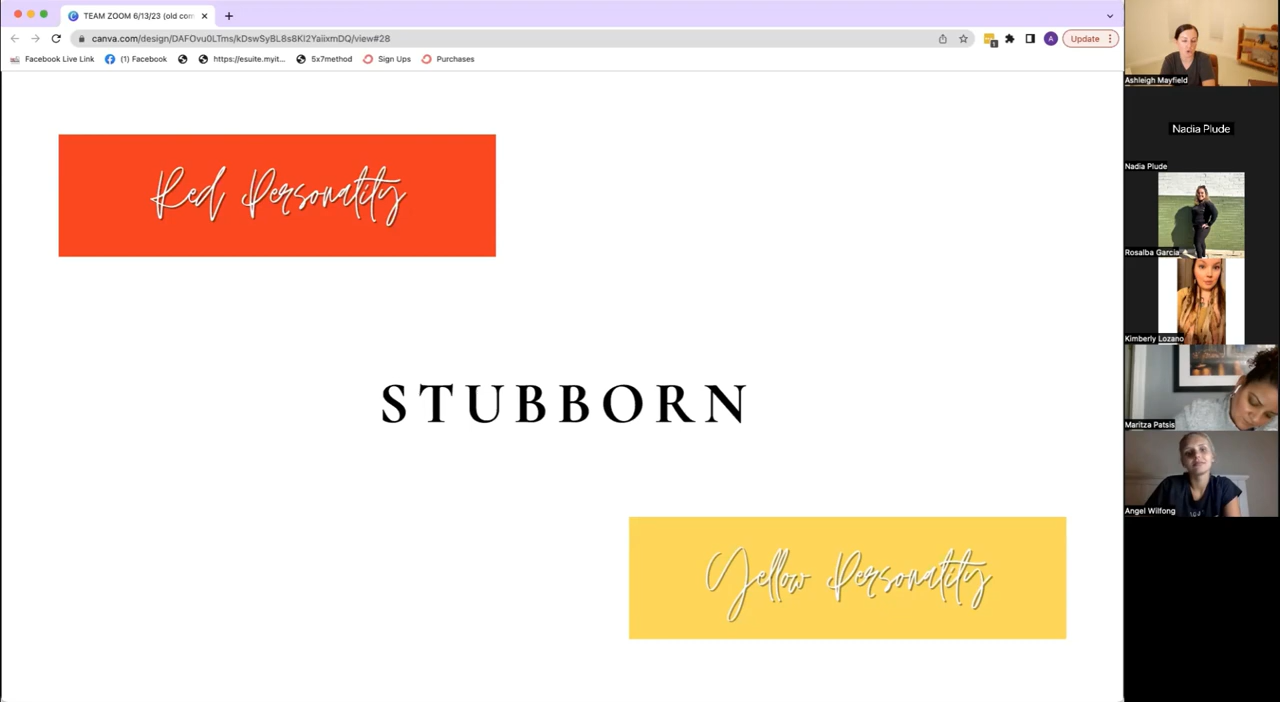 TEAM ZOOM 6/13/23 (old com
canva.com/design/DAFOvu0LTms/kDswSyBL8s8KI2YaiixmDQ/view#28
1
A
Update
Facebook Live Link
(1) Facebook
https://esuite.myit...
5x7method
Sign Ups
Purchases
Red Personality
STUBBORN
Yellow Personality
Ashleigh Mayfield
Nadia Plude
Nadia Plude
Rosalba Garcia
Kimberly Lozano
Maritza Patsis
Angel Wilfong